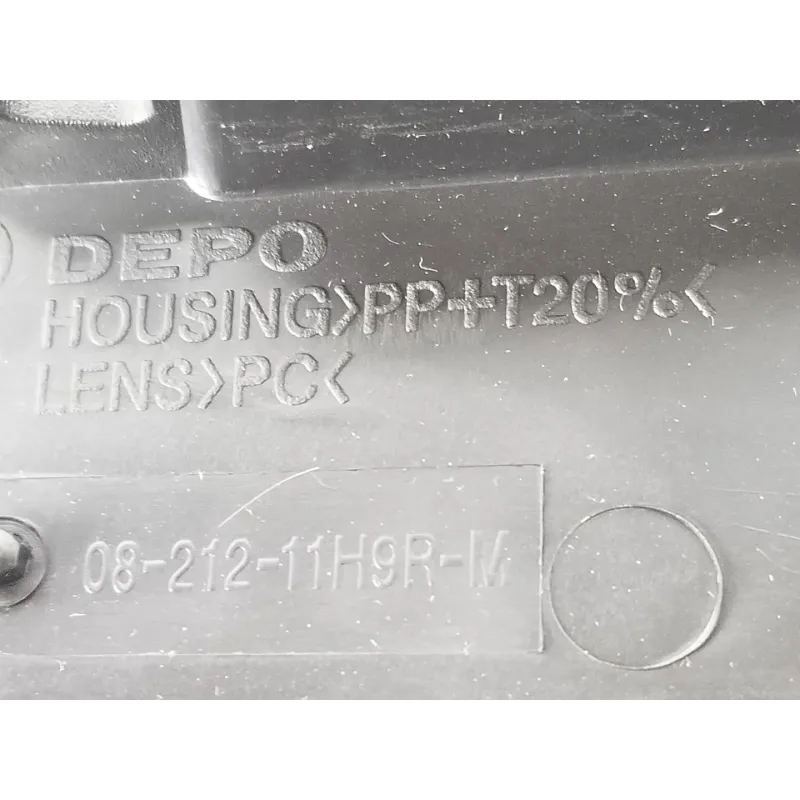 DEPO
HOUSING>PP+T20%<
LENS>PC<
08-212-11H9R-M